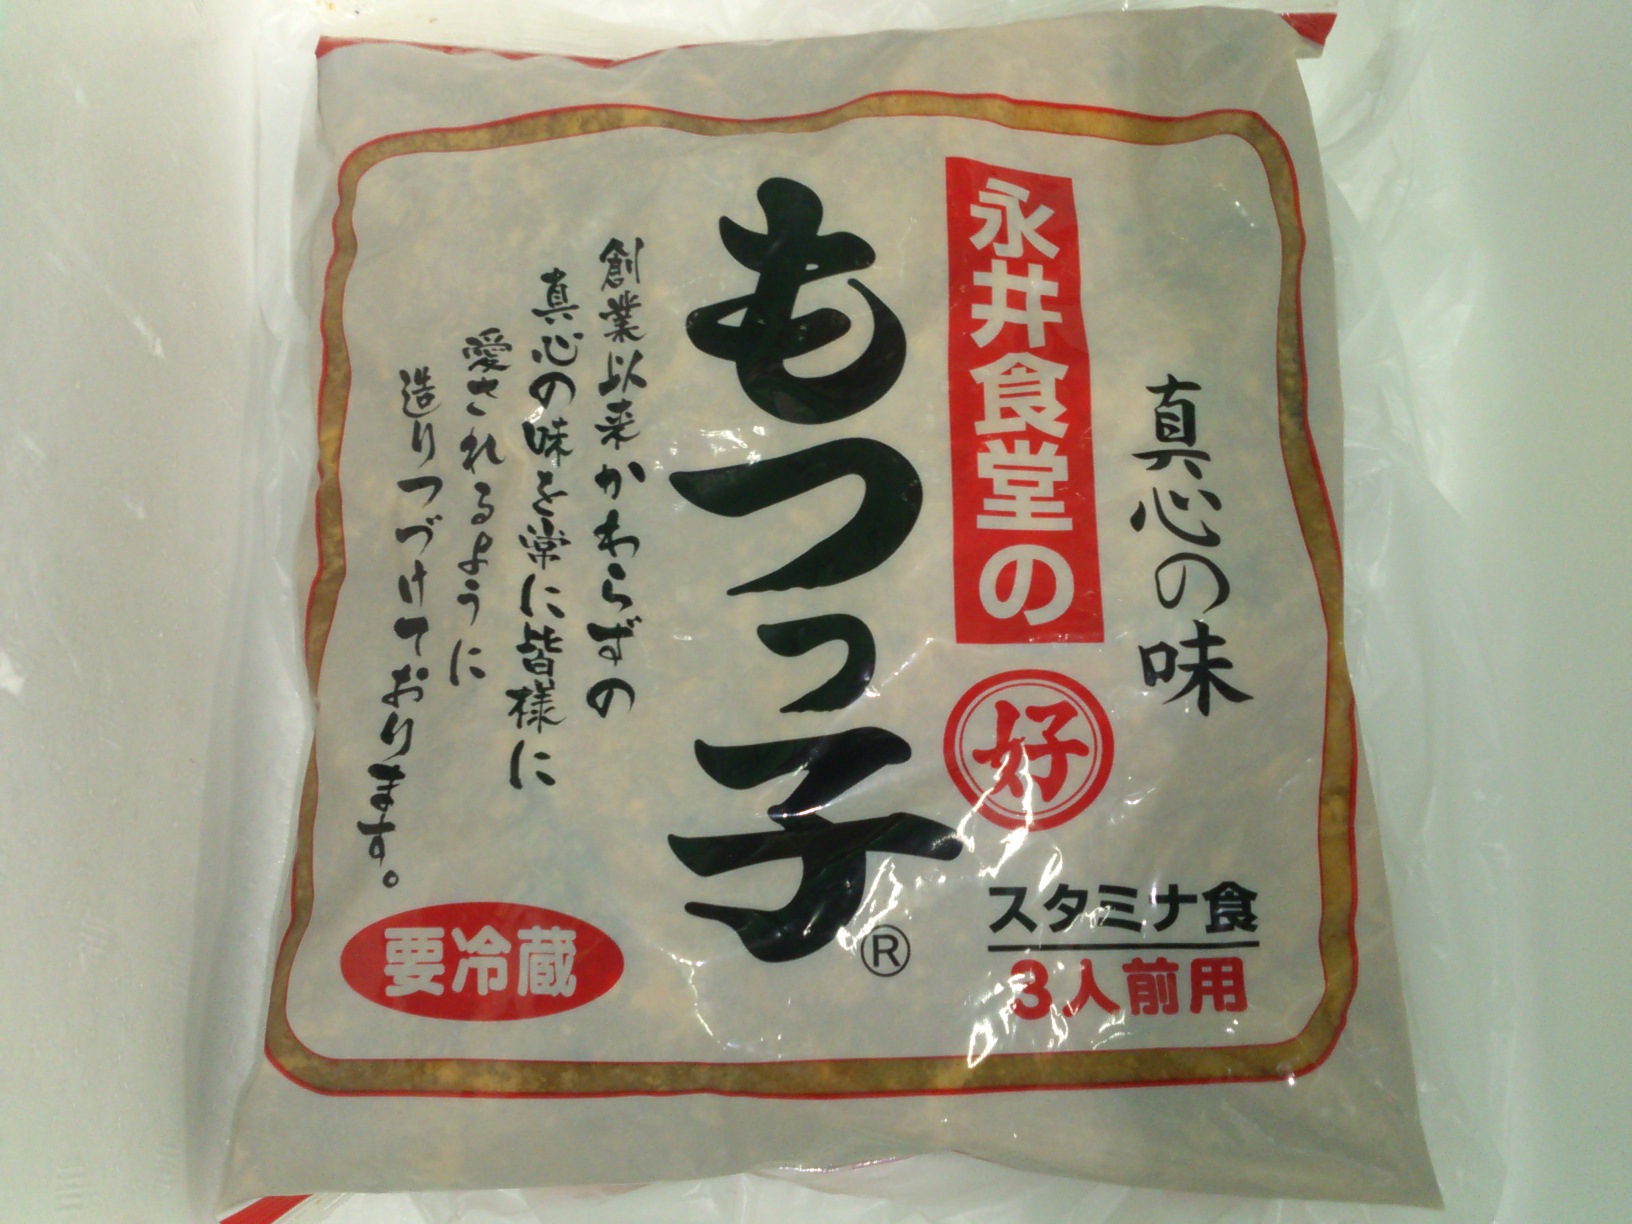 真心の味
永井食堂の
好
もつっ子
®
創業以来かわらずの
真心の味を常に皆様に
愛されるように
造りつづけております。
スタミナ食
3人前用
要冷蔵